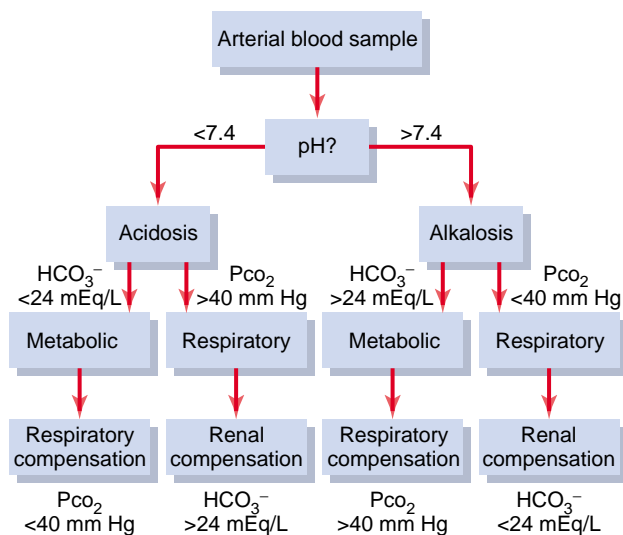 Arterial blood sample
<7.4
pH?
>7.4
Acidosis
Alkalosis
HCO₃⁻
<24 mEq/L
Pco₂
>40 mm Hg
HCO₃⁻
>24 mEq/L
Pco₂
<40 mm Hg
Metabolic
Respiratory
Metabolic
Respiratory
Respiratory
compensation
Renal
compensation
Respiratory
compensation
Renal
compensation
Pco₂
<40 mm Hg
HCO₃⁻
>24 mEq/L
Pco₂
>40 mm Hg
HCO₃⁻
<24 mEq/L